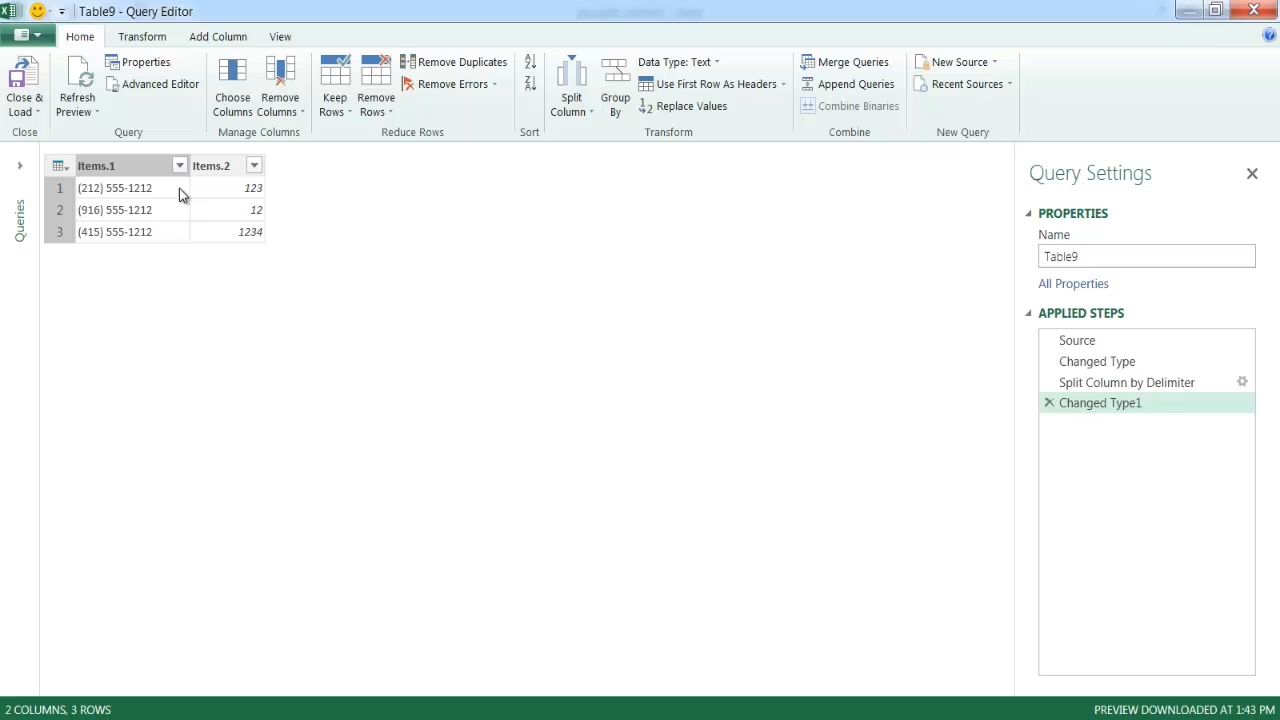 Table9 - Query Editor
Home Transform Add Column View
Close & Load
Close
Refresh Preview
Properties
Advanced Editor
Query
Choose Columns
Remove Columns
Manage Columns
Keep Rows
Remove Rows
Remove Duplicates
Remove Errors
Reduce Rows
Sort
Split Column
Group By
Data Type: Text
Use First Row As Headers
Replace Values
Transform
Merge Queries
Append Queries
Combine Binaries
Combine
New Source
Recent Sources
New Query
Queries
Items.1 Items.2
1 (212) 555-1212 123
2 (916) 555-1212 12
3 (415) 555-1212 1234
Query Settings
PROPERTIES
Name
Table9
All Properties
APPLIED STEPS
Source
Changed Type
Split Column by Delimiter
Changed Type1
2 COLUMNS, 3 ROWS
PREVIEW DOWNLOADED AT 1:43 PM